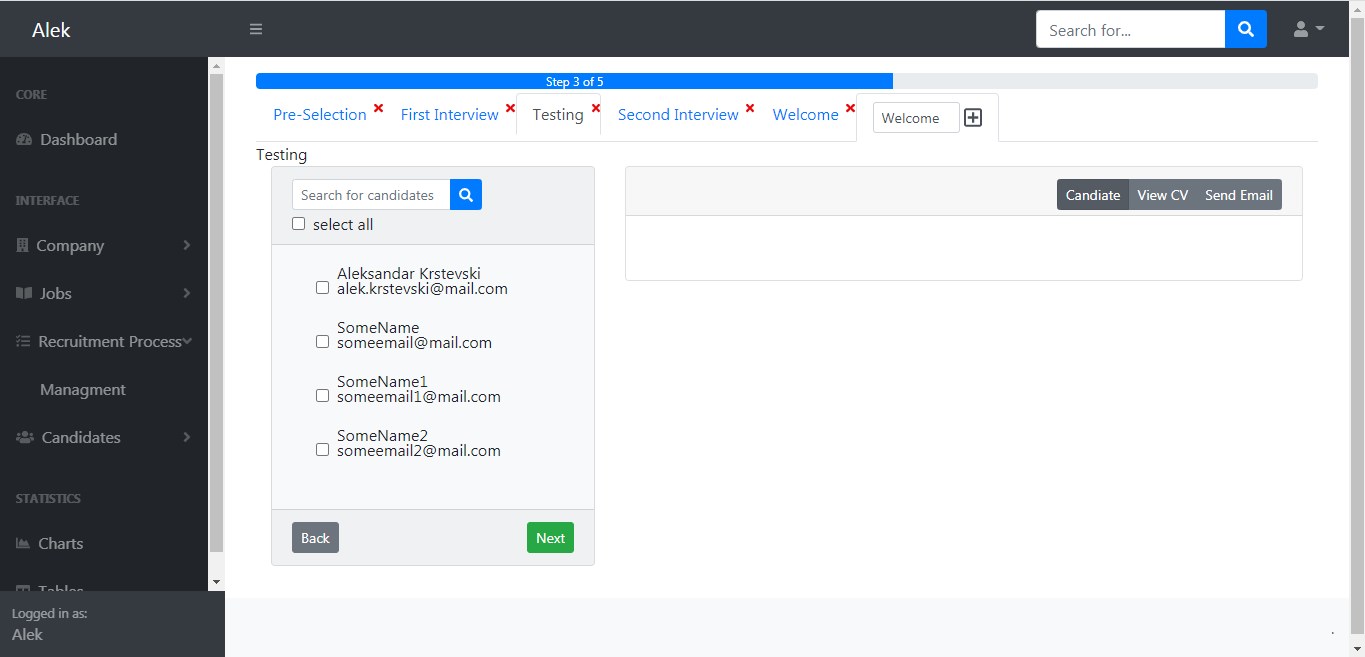 Alek
Search for...
CORE
Dashboard
INTERFACE
Company
Jobs
Recruitment Process
Managment
Candidates
STATISTICS
Charts
Tables
Logged in as:
Alek
Step 3 of 5
Pre-Selection First Interview Testing Second Interview Welcome Welcome
Testing
Search for candidates
select all
Aleksandar Krstevski
alek.krstevski@mail.com
SomeName
someemail@mail.com
SomeName1
someemail1@mail.com
SomeName2
someemail2@mail.com
Back Next
Candiate View CV Send Email
.